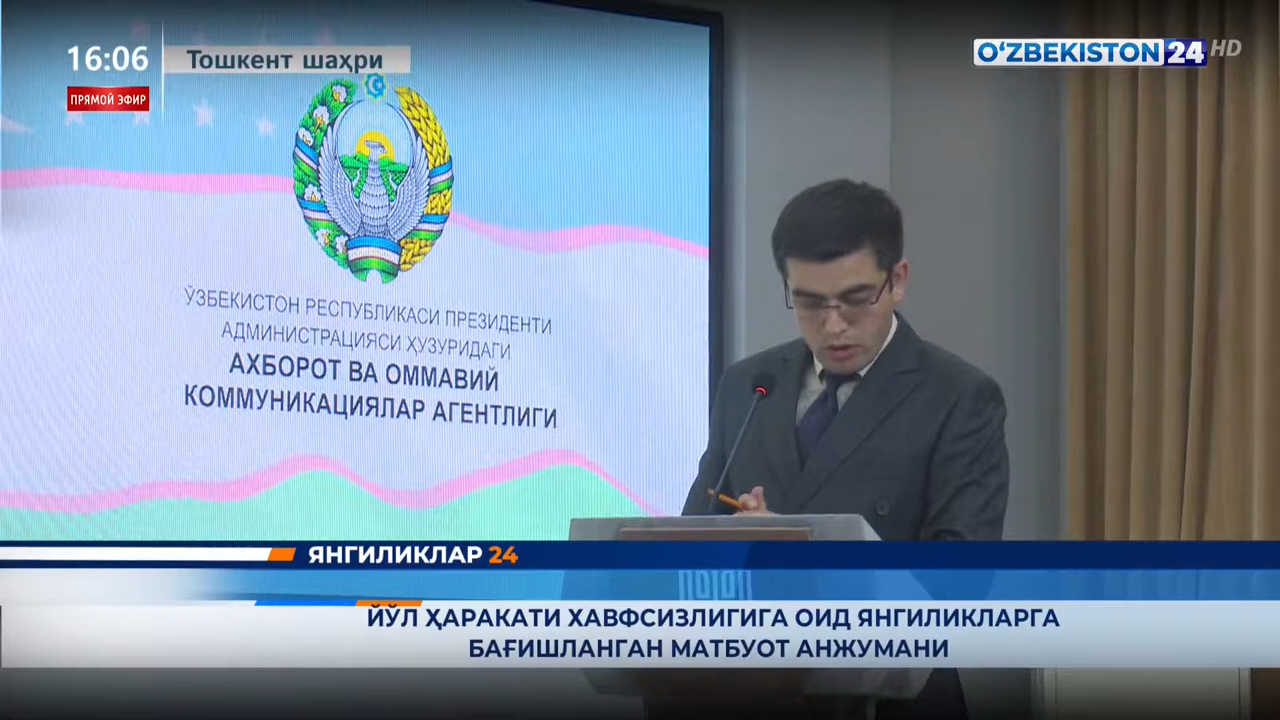 16:06
Тошкент шаҳри
O‘ZBEKISTON 24 HD
ПРЯМОЙ ЭФИР
ЎЗБЕКИСТОН РЕСПУБЛИКАСИ ПРЕЗИДЕНТИ
АДМИНИСТРАЦИЯСИ ҲУЗУРИДАГИ
АХБОРОТ ВА ОММАВИЙ
КОММУНИКАЦИЯЛАР АГЕНТЛИГИ
ЯНГИЛИКЛАР 24
ЙЎЛ ҲАРАКАТИ ХАВФСИЗЛИГИГА ОИД ЯНГИЛИКЛАРГА
БАҒИШЛАНГАН МАТБУОТ АНЖУМАНИ